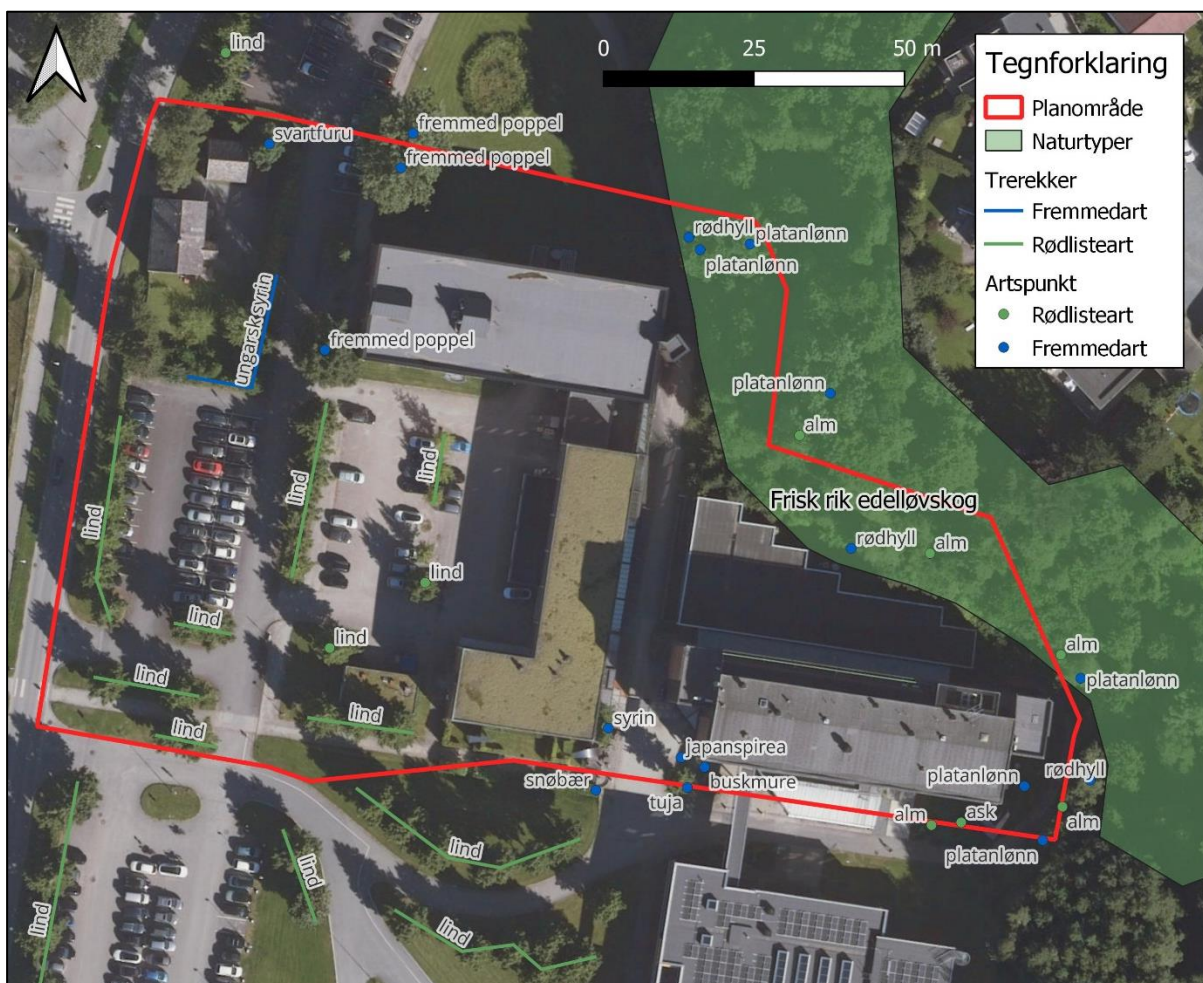 lind
0 25 50 m
Tegnforklaring
Planområde
Naturtyper
Trerekker
Fremmedart
Rødlisteart
Artspunkt
Rødlisteart
Fremmedart
svartfuru
fremmed poppel
fremmed poppel
rødhyll
platanlønn
platanlønn
ungarsksyrin
fremmed poppel
platanlønn
alm
lind
lind
lind
Frisk rik edelløvskog
rødhyll
alm
lind
lind
lind
alm
lind
platanlønn
lind
lind
syrin
japanspirea
snøbær
buskmure
platanlønn
rødhyll
tuja
alm
ask
alm
platanlønn
lind
lind
lind
lind